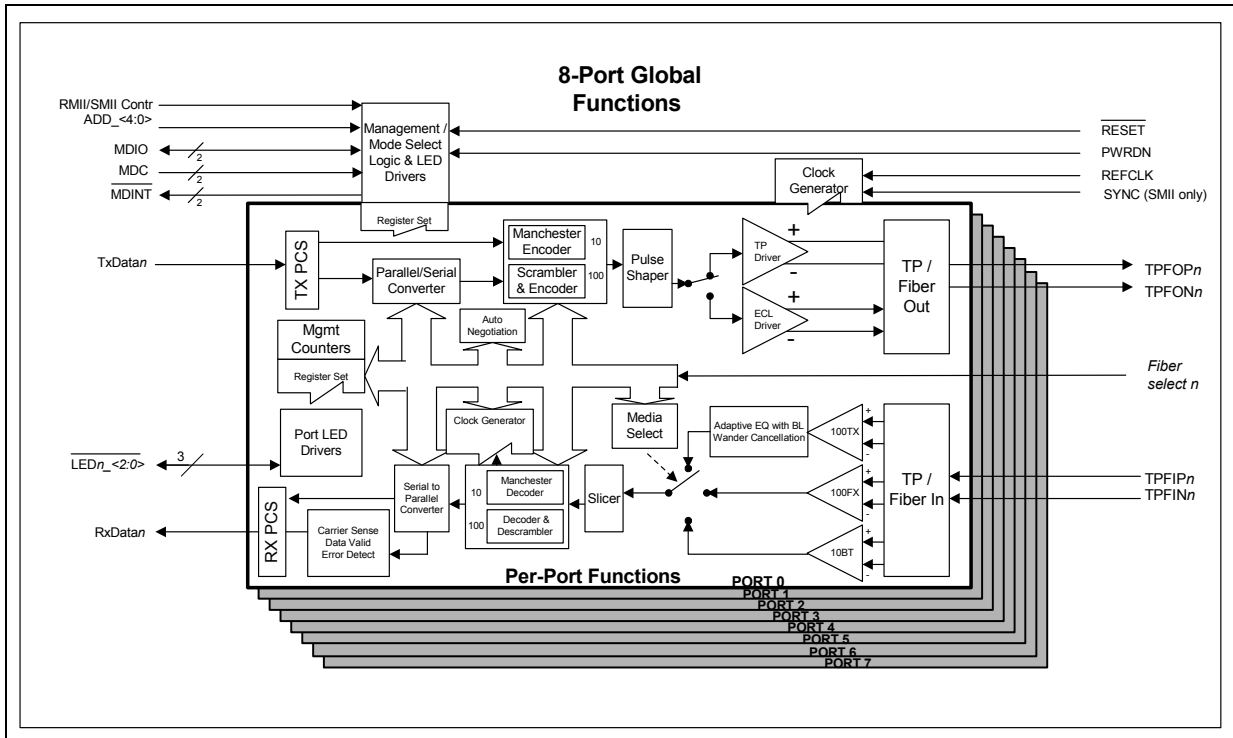 8-Port Global
Functions
RMII/SMII Contr
ADD_<4:0>
MDIO
2
MDC
2
MDINT
2
Management /
Mode Select
Logic & LED
Drivers
Register Set
RESET
PWRDN
REFCLK
SYNC (SMII only)
Clock
Generator
TxDatan
TX PCS
Parallel/Serial
Converter
Manchester
Encoder
10
Scrambler
& Encoder
100
Pulse
Shaper
TP
Driver
+
-
ECL
Driver
+
-
TP /
Fiber
Out
TPFOPn
TPFONn
Auto
Negotiation
Mgmt
Counters
Register Set
Fiber
select n
Clock Generator
Media
Select
Adaptive EQ with BL
Wander Cancellation
100TX
+
-
Port LED
Drivers
LEDn_<2:0>
3
Serial to
Parallel
Converter
10
Manchester
Decoder
100
Decoder &
Descrambler
Slicer
100FX
+
-
TP /
Fiber In
TPFIPn
TPFINn
RxDatan
RX PCS
Carrier Sense
Data Valid
Error Detect
10BT
+
-
Per-Port Functions
PORT 0
PORT 1
PORT 2
PORT 3
PORT 4
PORT 5
PORT 6
PORT 7